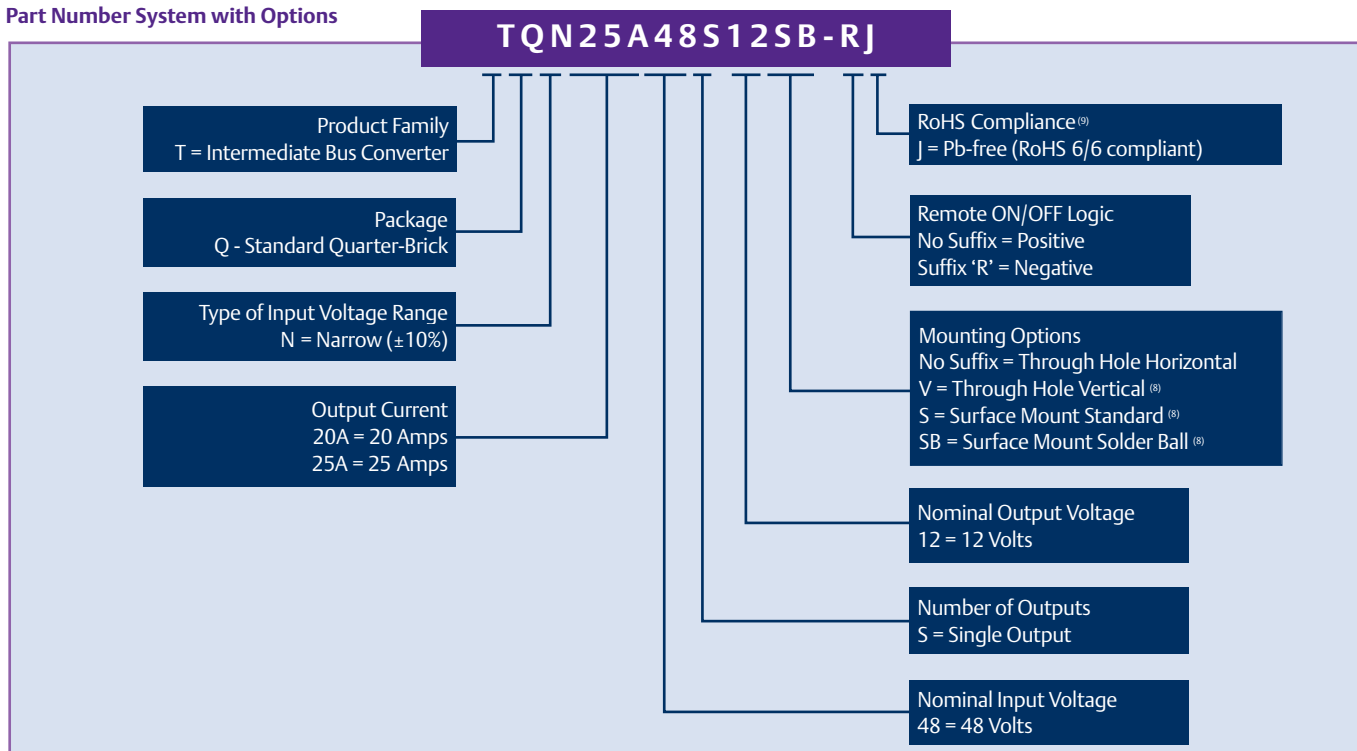 Part Number System with Options
TQN25A48S12SB-RJ
Product Family
T = Intermediate Bus Converter
Package
Q - Standard Quarter-Brick
Type of Input Voltage Range
N = Narrow (±10%)
Output Current
20A = 20 Amps
25A = 25 Amps
RoHS Compliance (9)
J = Pb-free (RoHS 6/6 compliant)
Remote ON/OFF Logic
No Suffix = Positive
Suffix ‘R’ = Negative
Mounting Options
No Suffix = Through Hole Horizontal
V = Through Hole Vertical (8)
S = Surface Mount Standard (8)
SB = Surface Mount Solder Ball (8)
Nominal Output Voltage
12 = 12 Volts
Number of Outputs
S = Single Output
Nominal Input Voltage
48 = 48 Volts